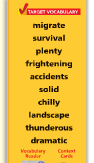 TARGET VOCABULARY
migrate
survival
plenty
frightening
accidents
solid
chilly
landscape
thunderous
dramatic
Vocabulary Reader
Context Cards